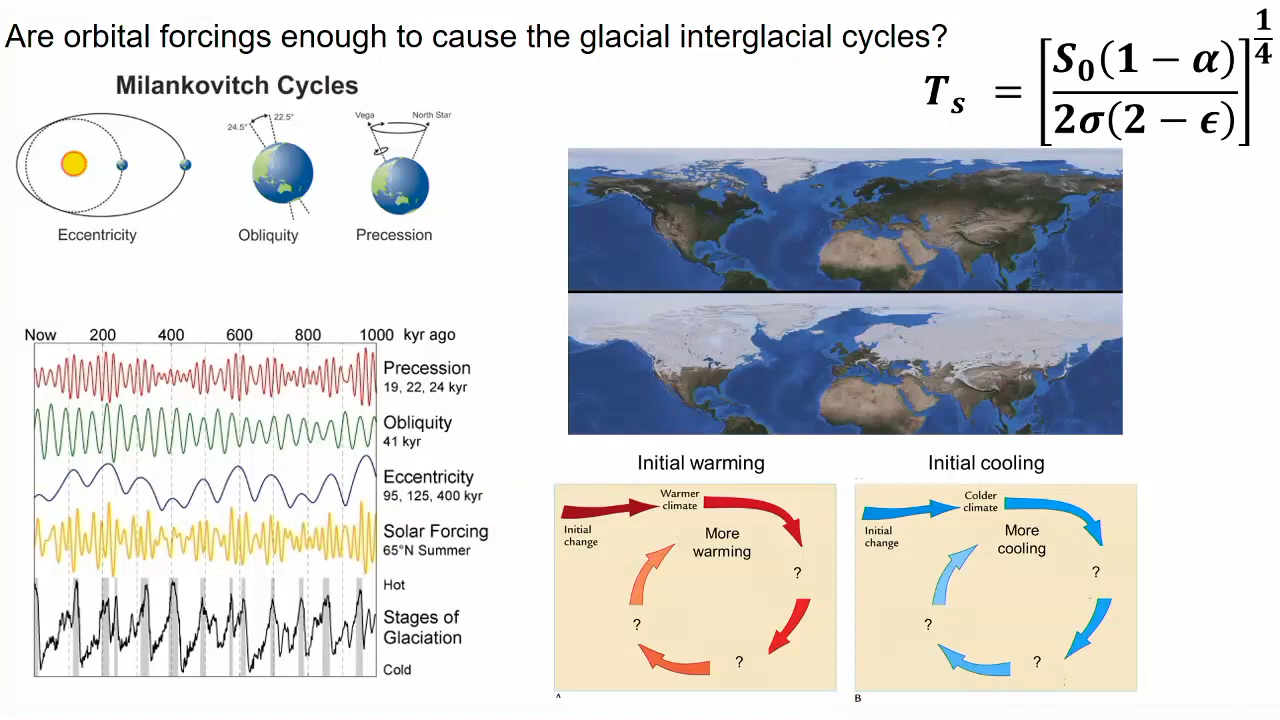 Are orbital forcings enough to cause the glacial interglacial cycles?
T_s = [S_0(1 − α) / 2σ(2 − ϵ)]^{1/4}
Milankovitch Cycles
24.5° 22.5° Vega North Star
Eccentricity Obliquity Precession
Now 200 400 600 800 1000 kyr ago
Precession
19, 22, 24 kyr
Obliquity
41 kyr
Eccentricity
95, 125, 400 kyr
Solar Forcing
65°N Summer
Hot
Stages of
Glaciation
Cold
Initial warming
Initial
change
Warmer
climate
More
warming
?
?
?
A
Initial cooling
Initial
change
Colder
climate
More
cooling
?
?
?
B